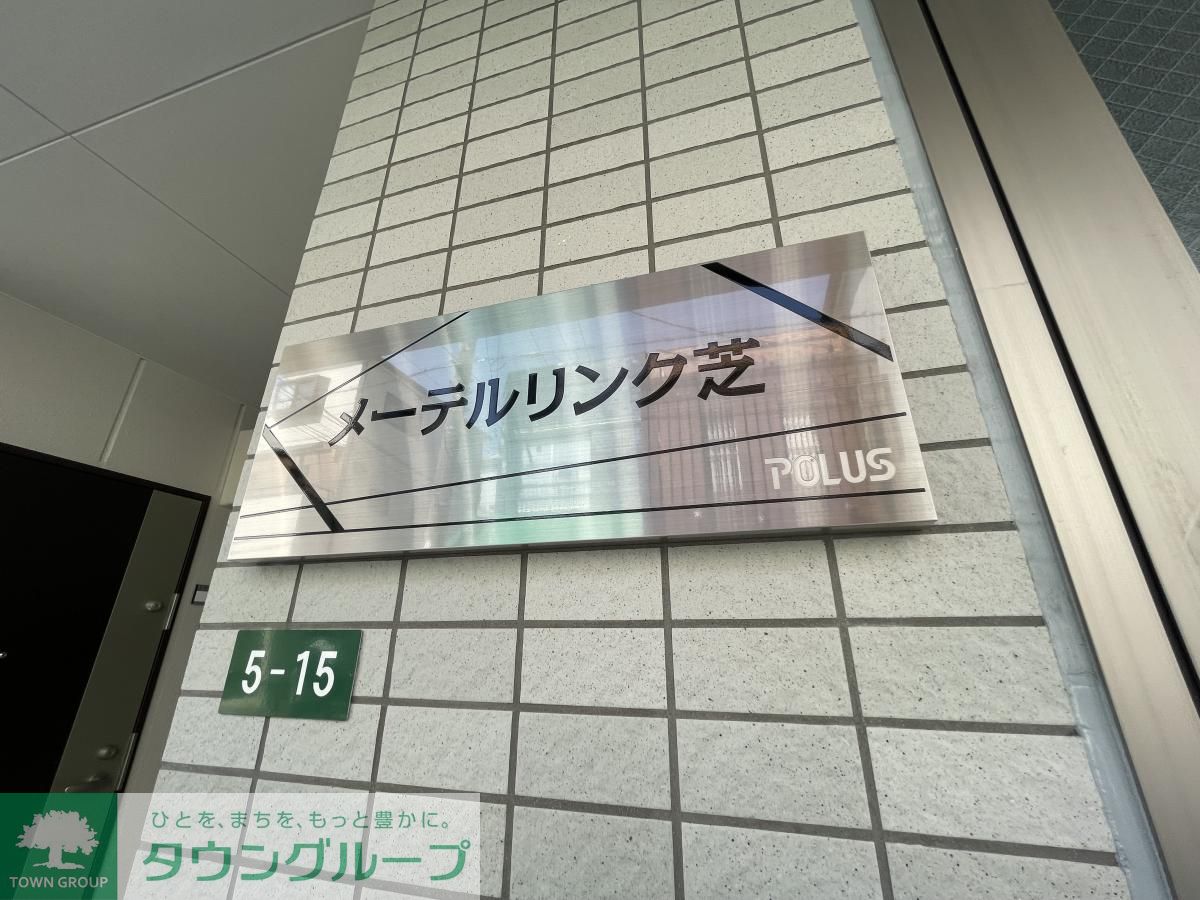 メーテルリンク芝
POLUS
5-15
ひとを、まちを、もっと豊かに。
タウングループ
TOWN GROUP